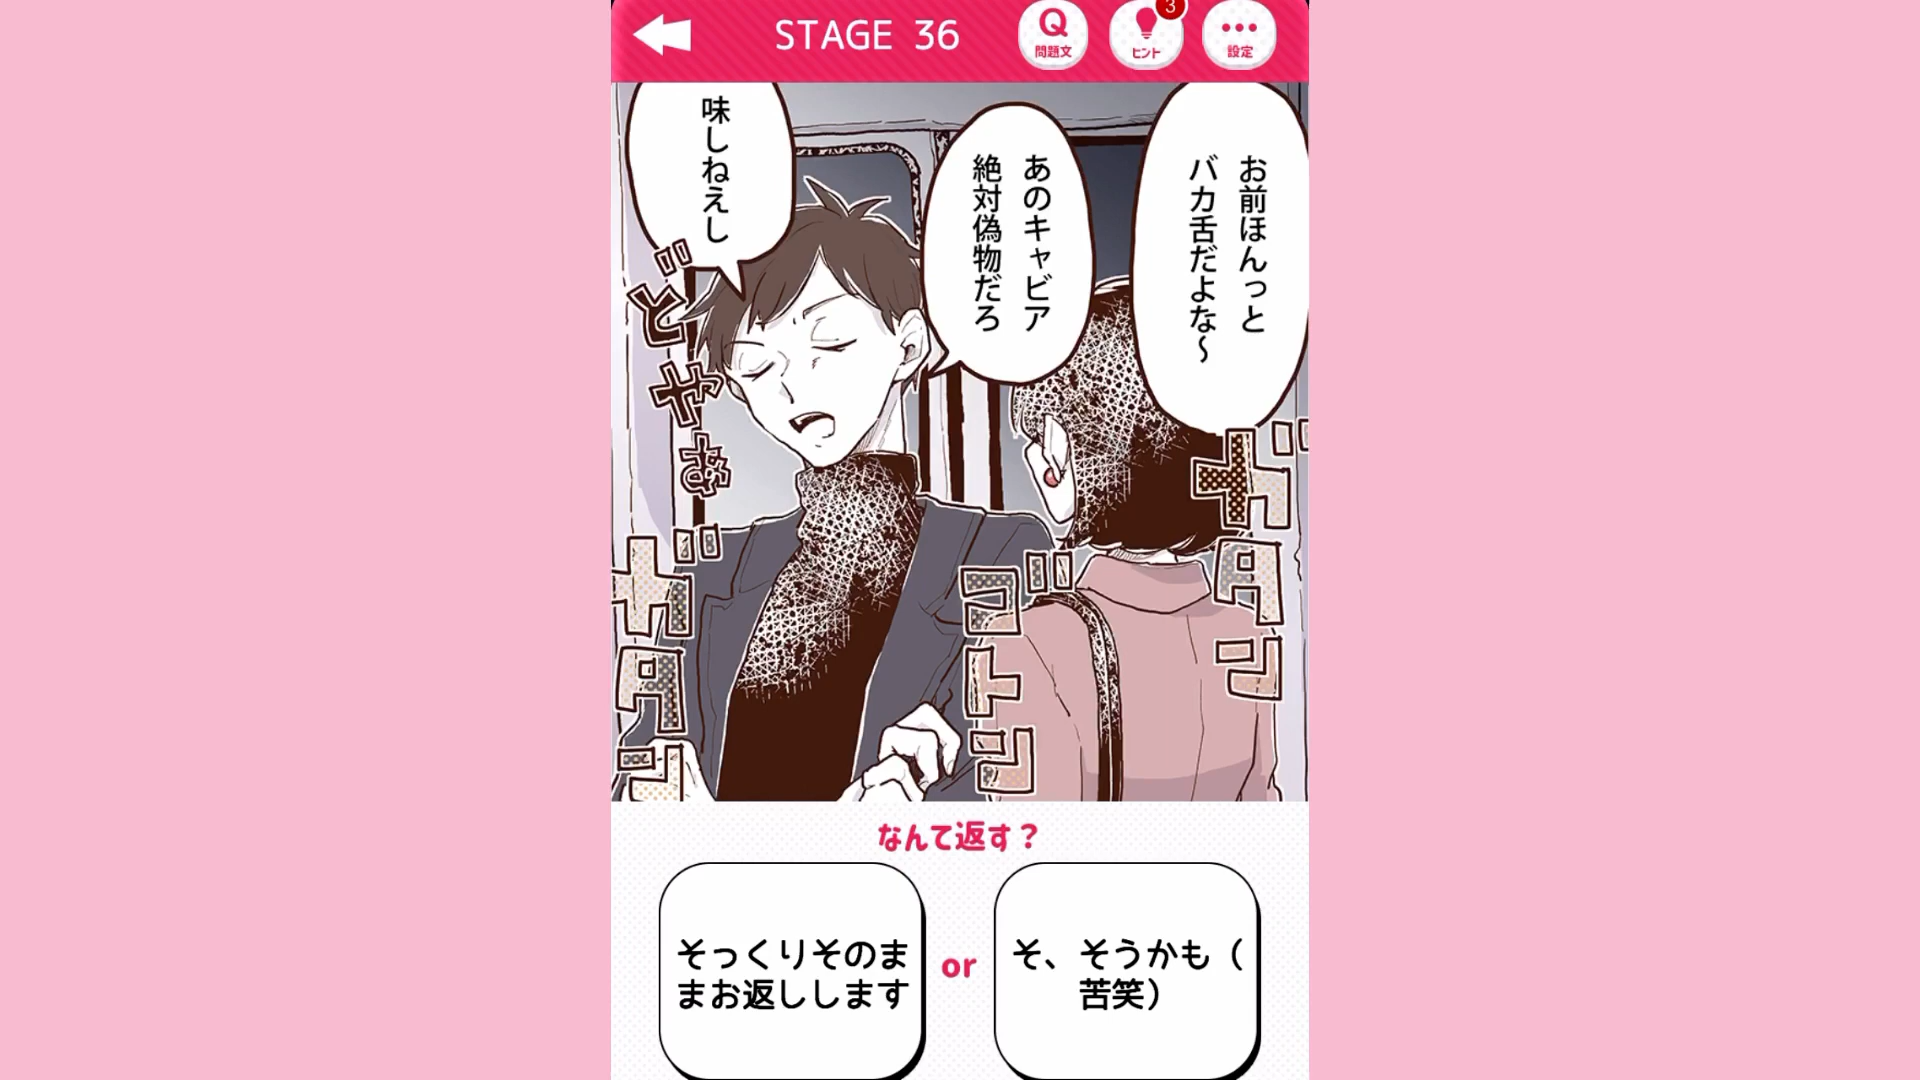 STAGE 36
Q
問題文
3
ヒント
設定
お前ほんっと
バカ舌だよな〜
あのキャビア
絶対偽物だろ
味しねえし
どやぁ
ガタン
ゴトン
ガタン
なんて返す？
そっくりそのま
まお返しします
or
そ、そうかも（
苦笑）